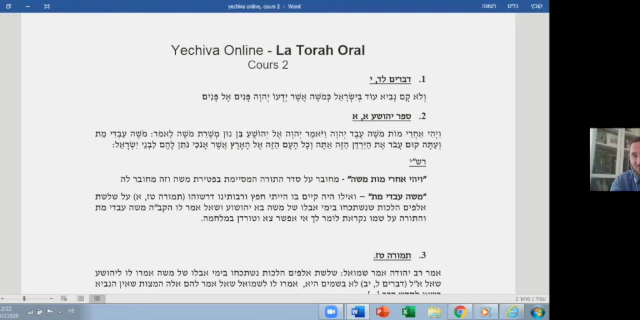 yechiva online, cours 2 - Word
קובץ כלים תצוגה
Yechiva Online - La Torah Oral
Cours 2
1. דברים לד, י
וְלֹא קָם נָבִיא עוֹד בְּיִשְׂרָאֵל כְּמֹשֶׁה אֲשֶׁר יְדָעוֹ יְהוָה פָּנִים אֶל פָּנִים
2. ספר יהושע א, א
וַיְהִי אַחֲרֵי מוֹת מֹשֶׁה עֶבֶד יְהוָה וַיֹּאמֶר יְהוָה אֶל יְהוֹשֻׁעַ בִּן נוּן מְשָׁרֵת מֹשֶׁה לֵאמֹר: מֹשֶׁה עַבְדִּי מֵת
וְעַתָּה קוּם עֲבֹר אֶת הַיַּרְדֵּן הַזֶּה אַתָּה וְכָל הָעָם הַזֶּה אֶל הָאָרֶץ אֲשֶׁר אָנֹכִי נֹתֵן לָהֶם לִבְנֵי יִשְׂרָאֵל:
רש"י
"ויהי אחרי מות משה" - מחובר על סדר התורה המסיימת בפטירת משה וזה מחובר לה
"משה עבדי מת" – ואילו היה קיים בו הייתי חפץ ורבותינו דרשוהו (תמורה טז, א) על שלשת
אלפים הלכות שנשתכחו בימי אבלו של משה בא יהושוע ושאל אמר לו הקב"ה משה עבדי מת
והתורה על שמו נקראת לומר לך אי אפשר צא וטורדן במלחמה.
3. תמורה טז.
אמר רב יהודה אמר שמואל: שלשת אלפים הלכות נשתכחו בימי אבלו של משה אמרו לו ליהושע
שאל א"ל (דברים ל, יב) לא בשמים היא, אמרו לו לשמואל שאל אמר להם אלה המצות שאין הנביא